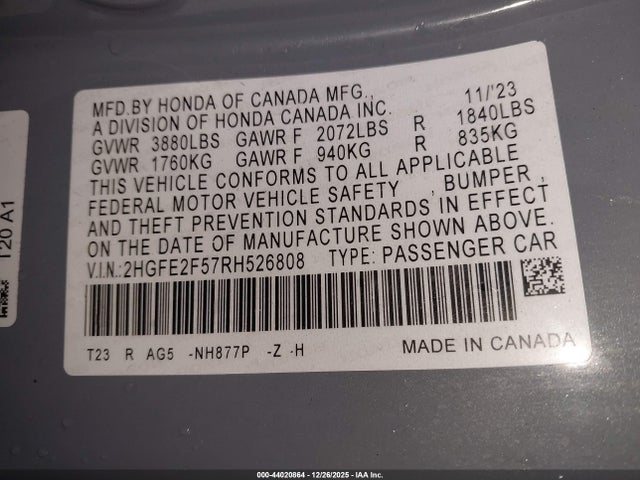 MFD.BY HONDA OF CANADA MFG., 11/'23
A DIVISION OF HONDA CANADA INC.
GVWR 3880LBS GAWR F 2072LBS R 1840LBS
GVWR 1760KG GAWR F 940KG R 835KG
THIS VEHICLE CONFORMS TO ALL APPLICABLE
FEDERAL MOTOR VEHICLE SAFETY , BUMPER ,
AND THEFT PREVENTION STANDARDS IN EFFECT
ON THE DATE OF MANUFACTURE SHOWN ABOVE.
V.I.N.:2HGFE2F57RH526808 TYPE: PASSENGER CAR
T23 R AG5 -NH877P -Z -H MADE IN CANADA
T20 A1
000-44020864 - 12/26/2025 - IAA Inc.